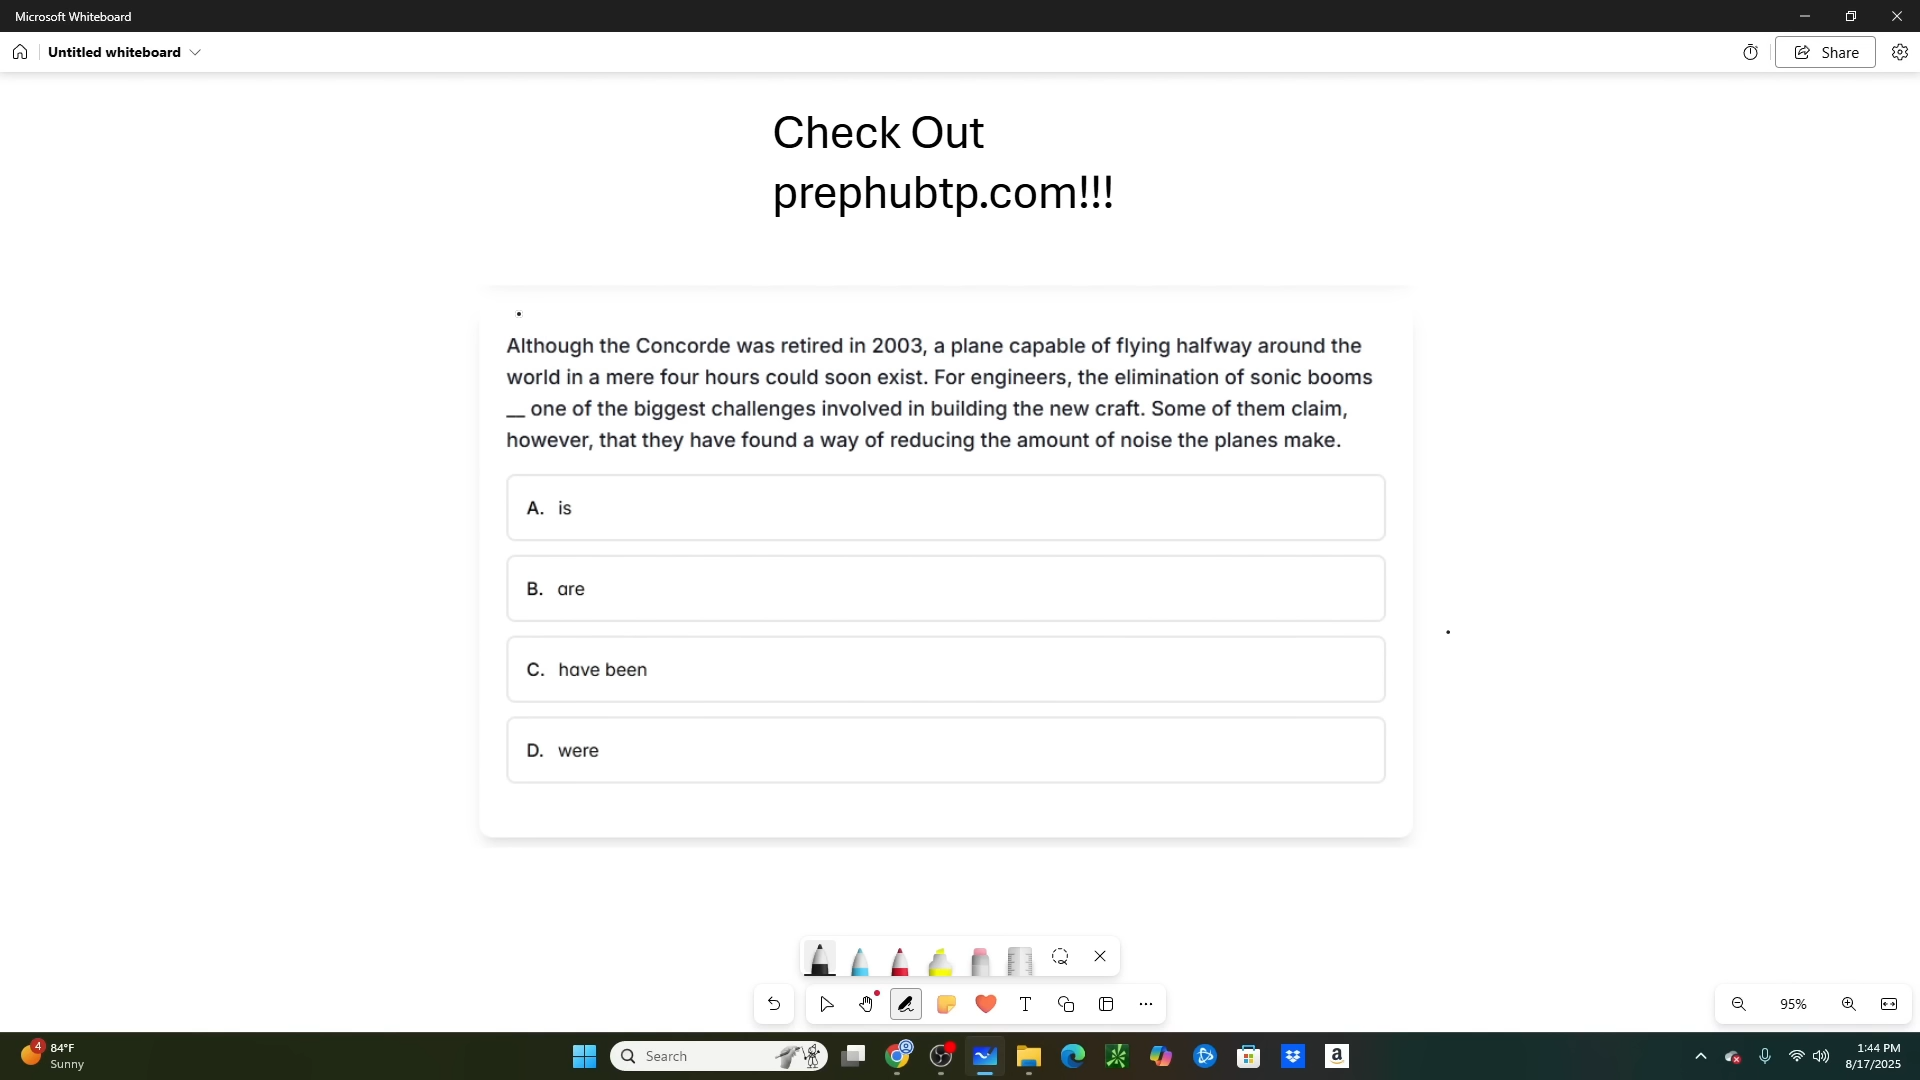 Microsoft Whiteboard
Untitled whiteboard
Share
Check Out
prephubtp.com!!!
Although the Concorde was retired in 2003, a plane capable of flying halfway around the
world in a mere four hours could soon exist. For engineers, the elimination of sonic booms
__ one of the biggest challenges involved in building the new craft. Some of them claim,
however, that they have found a way of reducing the amount of noise the planes make.
A. is
B. are
C. have been
D. were
95%
4
84°F
Sunny
Search
a
1:44 PM
8/17/2025